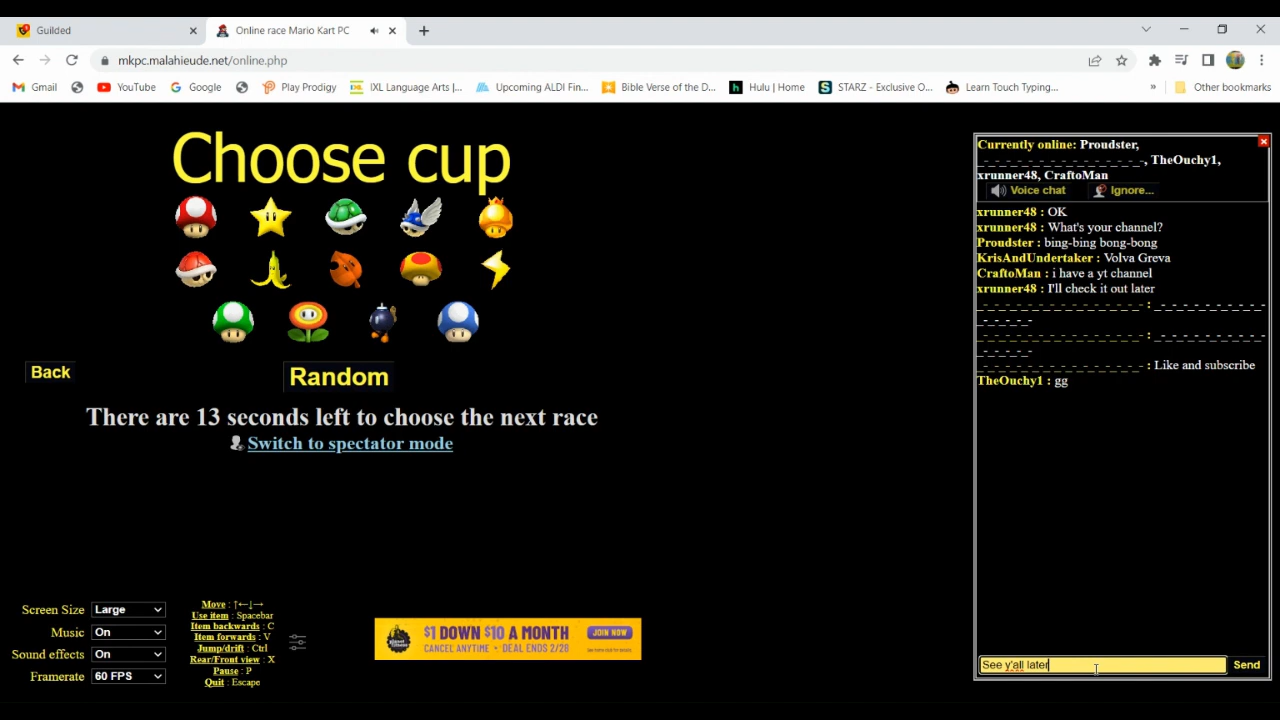 Guilded
Online race Mario Kart PC
mkpc.malahieude.net/online.php
Gmail
YouTube
Google
Play Prodigy
IXL Language Arts |...
Upcoming ALDI Fin...
Bible Verse of the D...
Hulu | Home
STARZ - Exclusive O...
Learn Touch Typing...
»
Other bookmarks
Choose cup
Back
Random
There are 13 seconds left to choose the next race
Switch to spectator mode
Screen Size Large
Music On
Sound effects On
Framerate 60 FPS
Move : ↑←↓→
Use item : Spacebar
Item backwards : C
Item forwards : V
Jump/drift : Ctrl
Rear/Front view : X
Pause : P
Quit : Escape
$1 DOWN $10 A MONTH
CANCEL ANYTIME • DEAL ENDS 2/28
JOIN NOW
Currently online: Proudster,
_-_-_-_-_-_-_-_-_-_-_-_-_-_-_-_-_, TheOuchy1,
xrunner48, CraftoMan
Voice chat
Ignore...
xrunner48 : OK
xrunner48 : What's your channel?
Proudster : bing-bing bong-bong
KrisAndUndertaker : Volva Greva
CraftoMan : i have a yt channel
xrunner48 : I'll check it out later
_-_-_-_-_-_-_-_-_-_-_-_-_-_-_-_-_- : _-_-_-_-_-_-_-_-_-_-_-
_-_-_-_-_-
_-_-_-_-_-_-_-_-_-_-_-_-_-_-_-_-_- : _-_-_-_-_-_-_-_-_-_-_-
_-_-_-_-_-
_-_-_-_-_-_-_-_-_-_-_-_-_-_-_-_-_- : Like and subscribe
TheOuchy1 : gg
See y'all later
Send